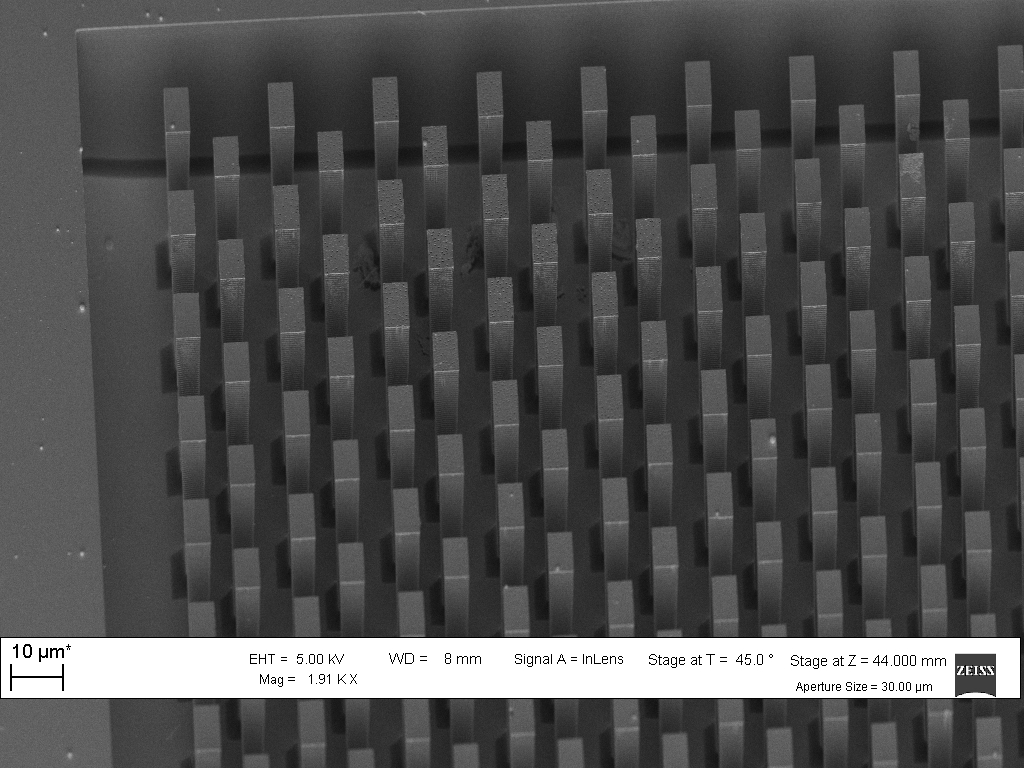 10 µm*
EHT = 5.00 kV WD = 8 mm Signal A = InLens Stage at T = 45.0 ° Stage at Z = 44.000 mm
Mag = 1.91 K X Aperture Size = 30.00 µm
ZEISS